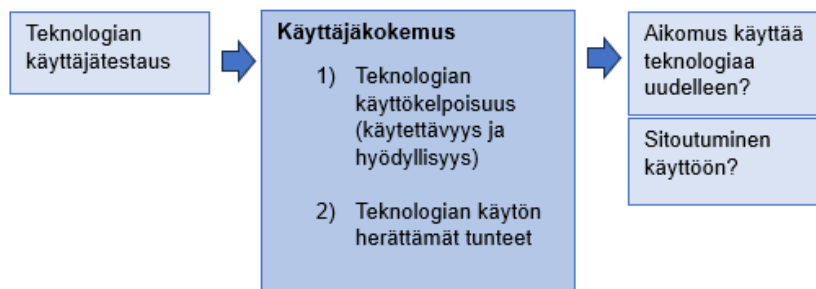 Teknologian
käyttäjätestaus
Käyttäjäkokemus
1) Teknologian
käyttökelpoisuus
(käytettävyys ja
hyödyllisyys)
2) Teknologian käytön
herättämät tunteet
Aikomus käyttää
teknologiaa
uudelleen?
Sitoutuminen
käyttöön?